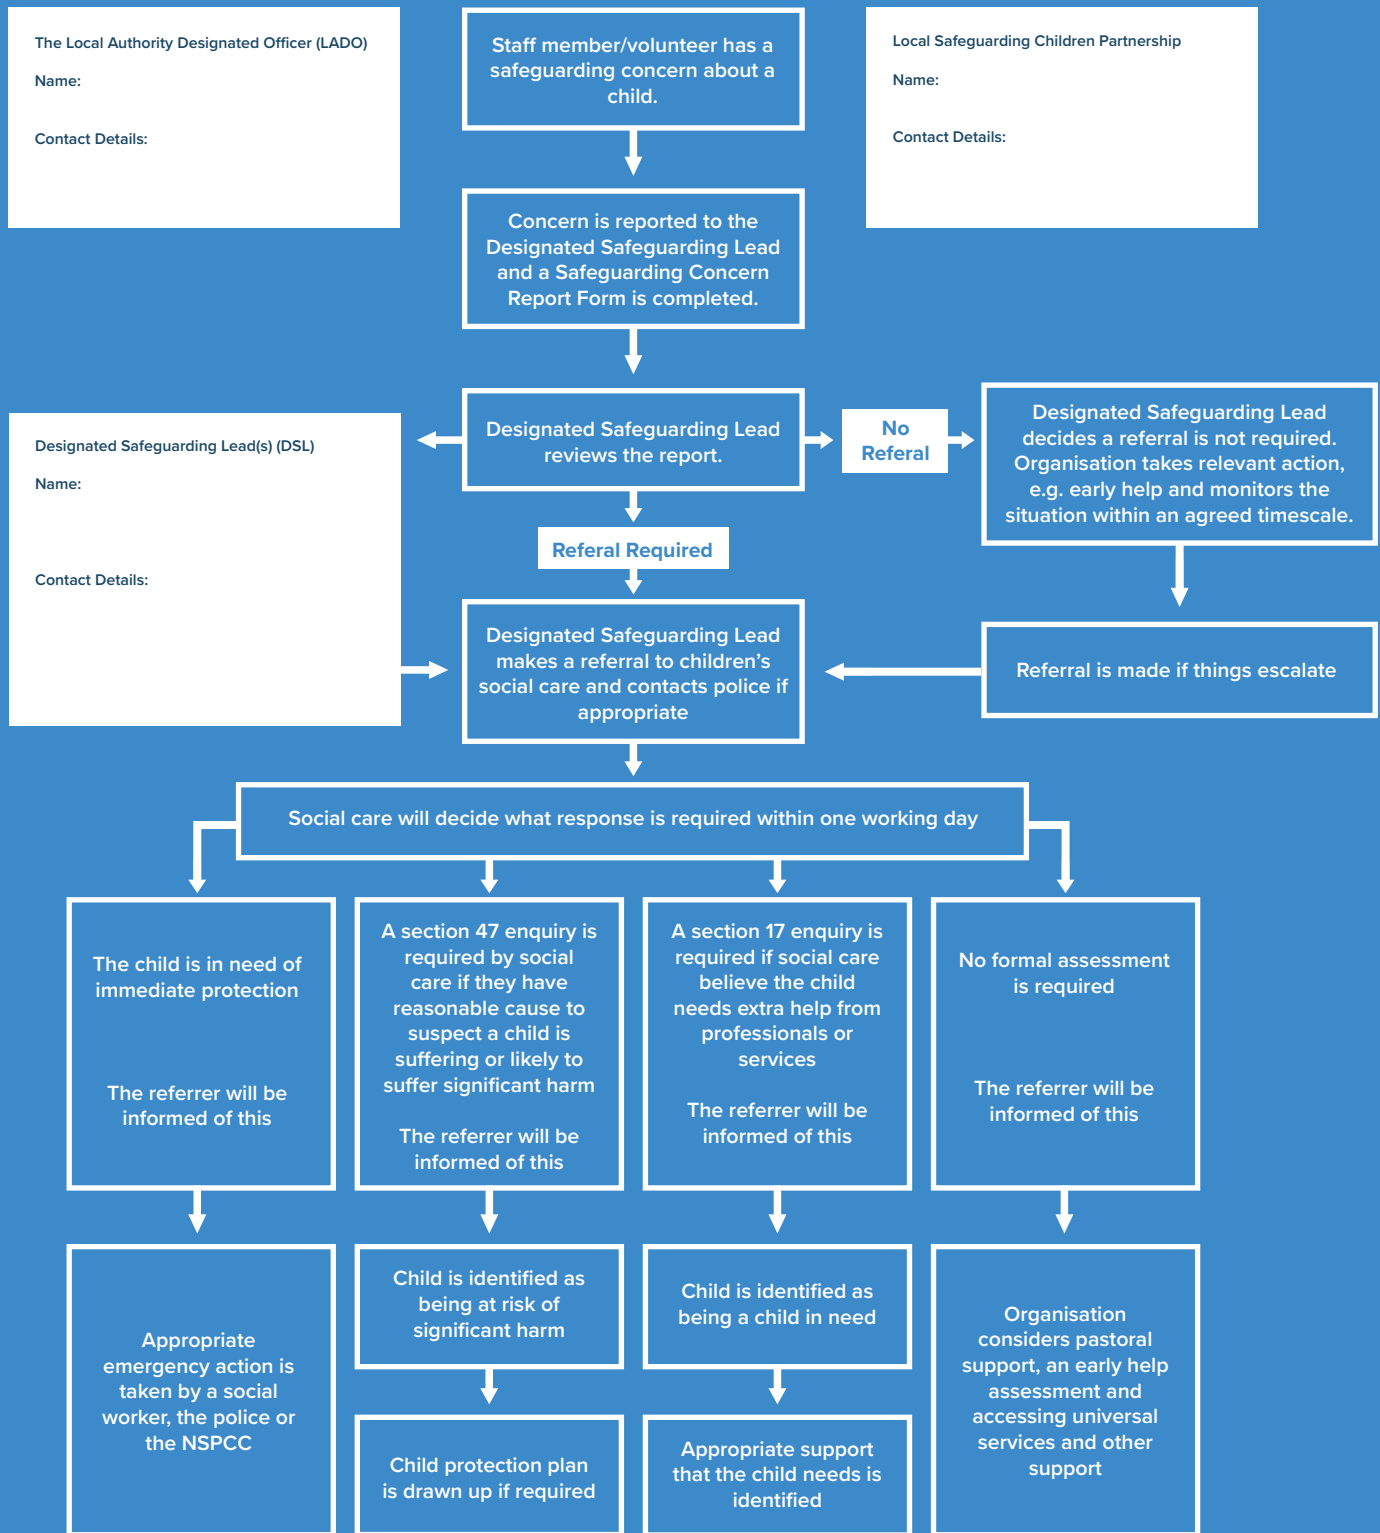 The Local Authority Designated Officer (LADO)
Name:
Contact Details:
Staff member/volunteer has a
safeguarding concern about a
child.
Local Safeguarding Children Partnership
Name:
Contact Details:
Concern is reported to the
Designated Safeguarding Lead
and a Safeguarding Concern
Report Form is completed.
Designated Safeguarding Lead(s) (DSL)
Name:
Contact Details:
Designated Safeguarding Lead
reviews the report.
No
Referal
Designated Safeguarding Lead
decides a referral is not required.
Organisation takes relevant action,
e.g. early help and monitors the
situation within an agreed timescale.
Referal Required
Designated Safeguarding Lead
makes a referral to children’s
social care and contacts police if
appropriate
Referral is made if things escalate
Social care will decide what response is required within one working day
The child is in need of
immediate protection
The referrer will be
informed of this
A section 47 enquiry is
required by social
care if they have
reasonable cause to
suspect a child is
suffering or likely to
suffer significant harm
The referrer will be
informed of this
A section 17 enquiry is
required if social care
believe the child
needs extra help from
professionals or
services
The referrer will be
informed of this
No formal assessment
is required
The referrer will be
informed of this
Appropriate
emergency action is
taken by a social
worker, the police or
the NSPCC
Child is identified as
being at risk of
significant harm
Child protection plan
is drawn up if required
Child is identified as
being a child in need
Appropriate support
that the child needs is
identified
Organisation
considers pastoral
support, an early help
assessment and
accessing universal
services and other
support